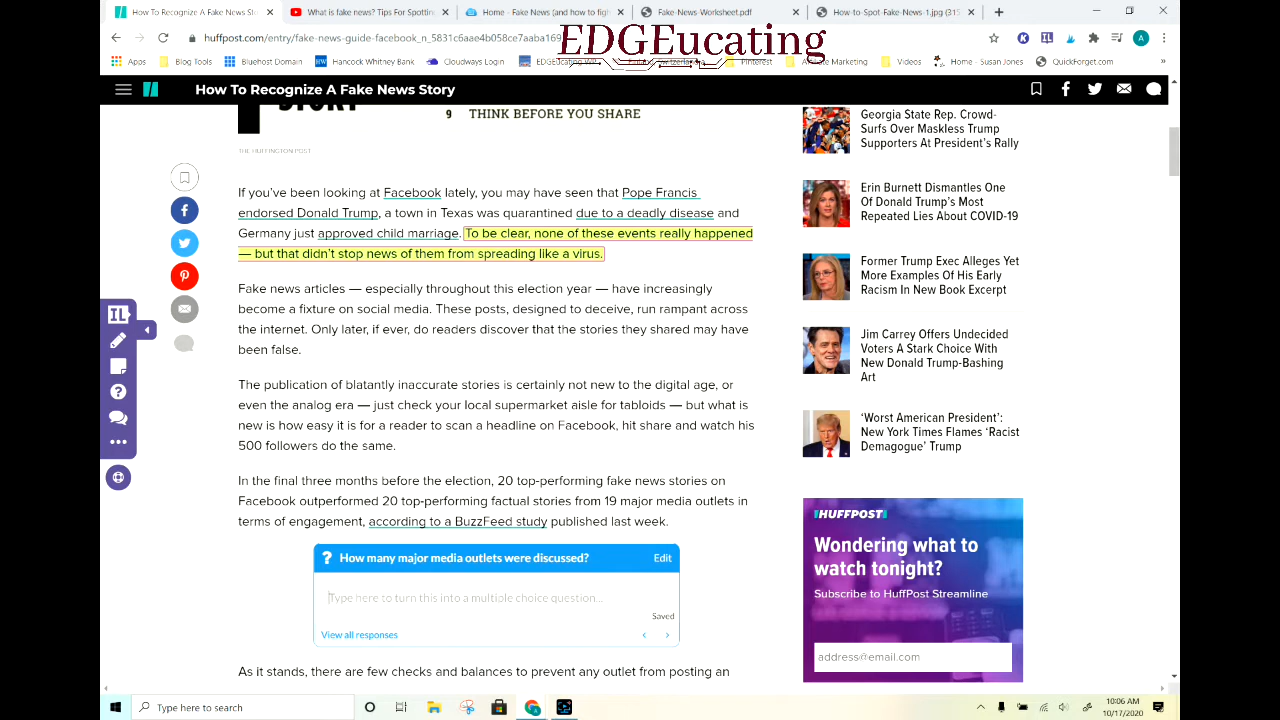 How To Recognize A Fake News
What is fake news? Tips For Spottin
Home - Fake News (and how to figh
Fake-News-Worksheet.pdf
How-to-Spot-Fake-News-1.jpg (315
huffpost.com/entry/fake-news-guide-facebook_n_5831c6aae4b058ce7aaba169
EDGEucating
Apps
Blog Tools
Bluehost Domain
Hancock Whitney Bank
Cloudways Login
EDGEucating WP
Pinterest
Affiliate Marketing
Videos
Home - Susan Jones
QuickForget.com
How To Recognize A Fake News Story
STORY
9 THINK BEFORE YOU SHARE
THE HUFFINGTON POST
If you’ve been looking at Facebook lately, you may have seen that Pope Francis
endorsed Donald Trump, a town in Texas was quarantined due to a deadly disease and
Germany just approved child marriage. To be clear, none of these events really happened
— but that didn’t stop news of them from spreading like a virus.
Fake news articles — especially throughout this election year — have increasingly
become a fixture on social media. These posts, designed to deceive, run rampant across
the internet. Only later, if ever, do readers discover that the stories they shared may have
been false.
The publication of blatantly inaccurate stories is certainly not new to the digital age, or
even the analog era — just check your local supermarket aisle for tabloids — but what is
new is how easy it is for a reader to scan a headline on Facebook, hit share and watch his
500 followers do the same.
In the final three months before the election, 20 top-performing fake news stories on
Facebook outperformed 20 top-performing factual stories from 19 major media outlets in
terms of engagement, according to a BuzzFeed study published last week.
? How many major media outlets were discussed? Edit
Type here to turn this into a multiple choice question...
Saved
View all responses
As it stands, there are few checks and balances to prevent any outlet from posting an
Georgia State Rep. Crowd-
Surfs Over Maskless Trump
Supporters At President’s Rally
Erin Burnett Dismantles One
Of Donald Trump’s Most
Repeated Lies About COVID-19
Former Trump Exec Alleges Yet
More Examples Of His Early
Racism In New Book Excerpt
Jim Carrey Offers Undecided
Voters A Stark Choice With
New Donald Trump-Bashing
Art
‘Worst American President’:
New York Times Flames ‘Racist
Demagogue’ Trump
HUFFPOST
Wondering what to
watch tonight?
Subscribe to HuffPost Streamline
address@email.com
IL
Type here to search
10:06 AM
10/17/2020